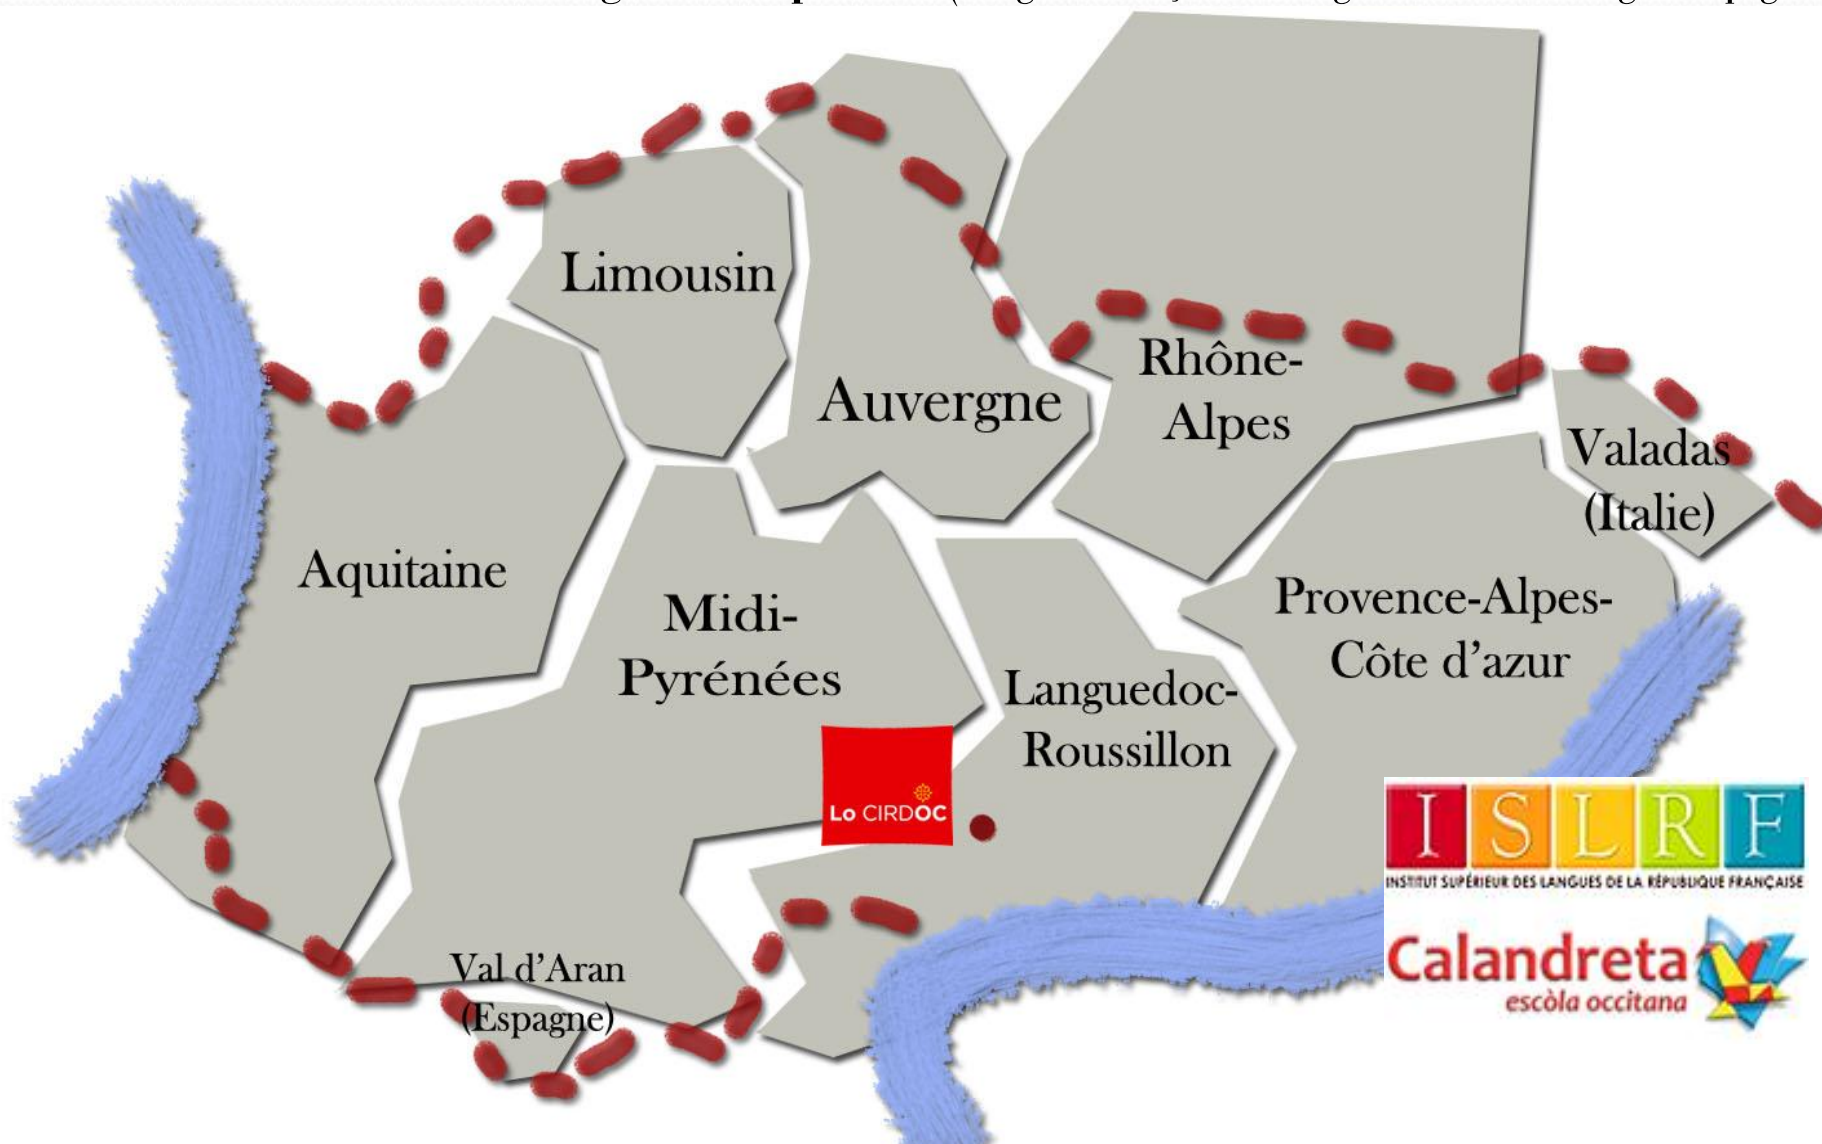 Limousin
Auvergne
Rhône-
Alpes
Valadas
(Italie)
Aquitaine
Midi-
Pyrénées
Languedoc-
Roussillon
Provence-Alpes-
Côte d’azur
Lo CIRDOC
Val d’Aran
(Espagne)
ISLRF
INSTITUT SUPÉRIEUR DES LANGUES DE LA RÉPUBLIQUE FRANÇAISE
Calandreta
escòla occitana